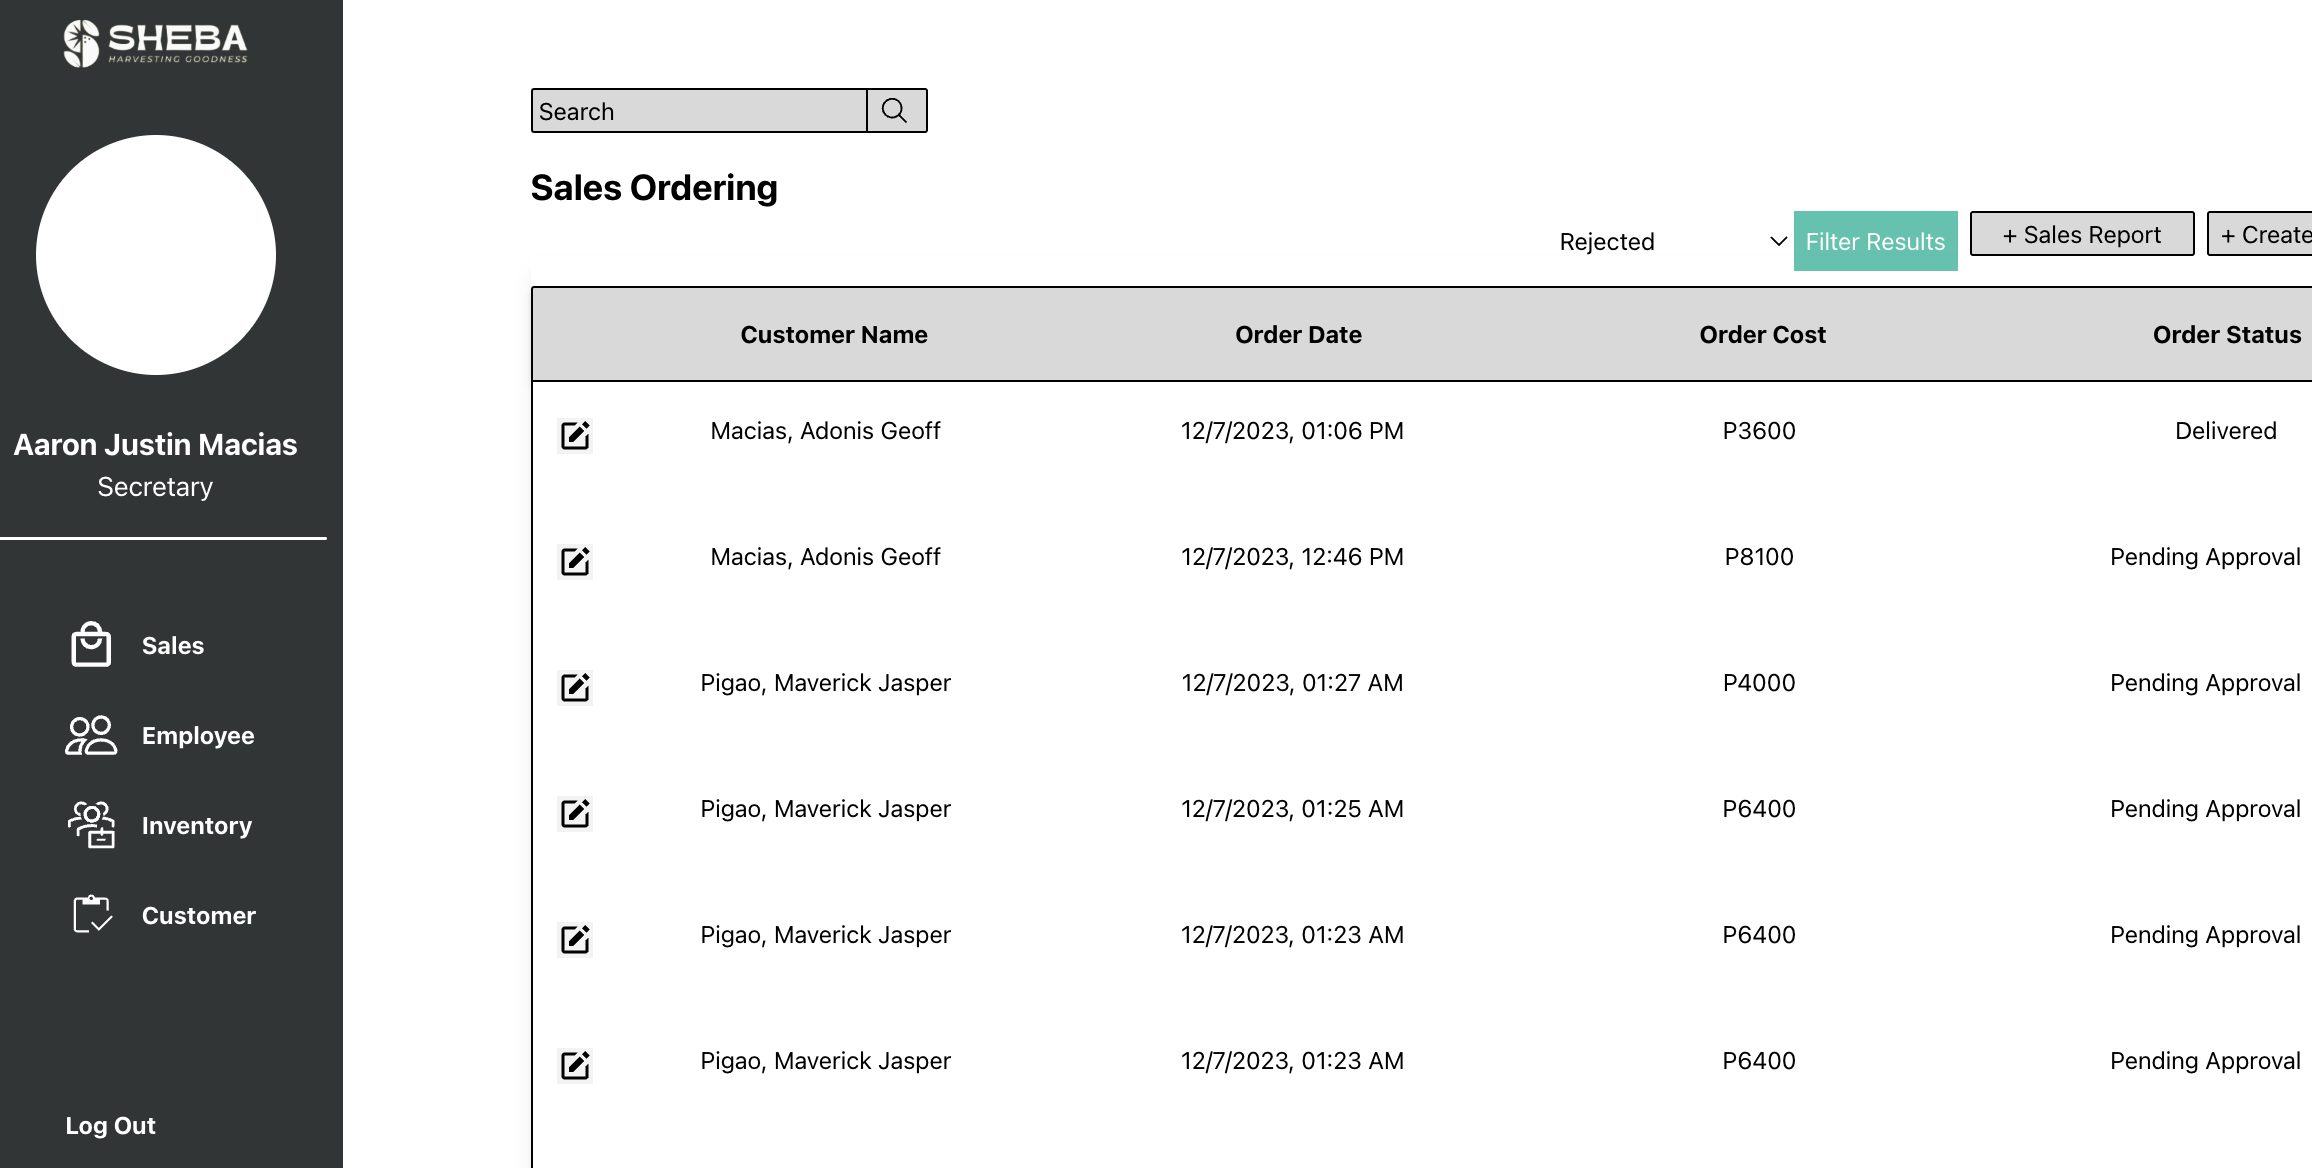 SHEBA
HARVESTING GOODNESS
Aaron Justin Macias
Secretary
Sales
Employee
Inventory
Customer
Log Out
Search
Sales Ordering
Rejected Filter Results + Sales Report + Create
Customer Name Order Date Order Cost Order Status
Macias, Adonis Geoff 12/7/2023, 01:06 PM P3600 Delivered
Macias, Adonis Geoff 12/7/2023, 12:46 PM P8100 Pending Approval
Pigao, Maverick Jasper 12/7/2023, 01:27 AM P4000 Pending Approval
Pigao, Maverick Jasper 12/7/2023, 01:25 AM P6400 Pending Approval
Pigao, Maverick Jasper 12/7/2023, 01:23 AM P6400 Pending Approval
Pigao, Maverick Jasper 12/7/2023, 01:23 AM P6400 Pending Approval